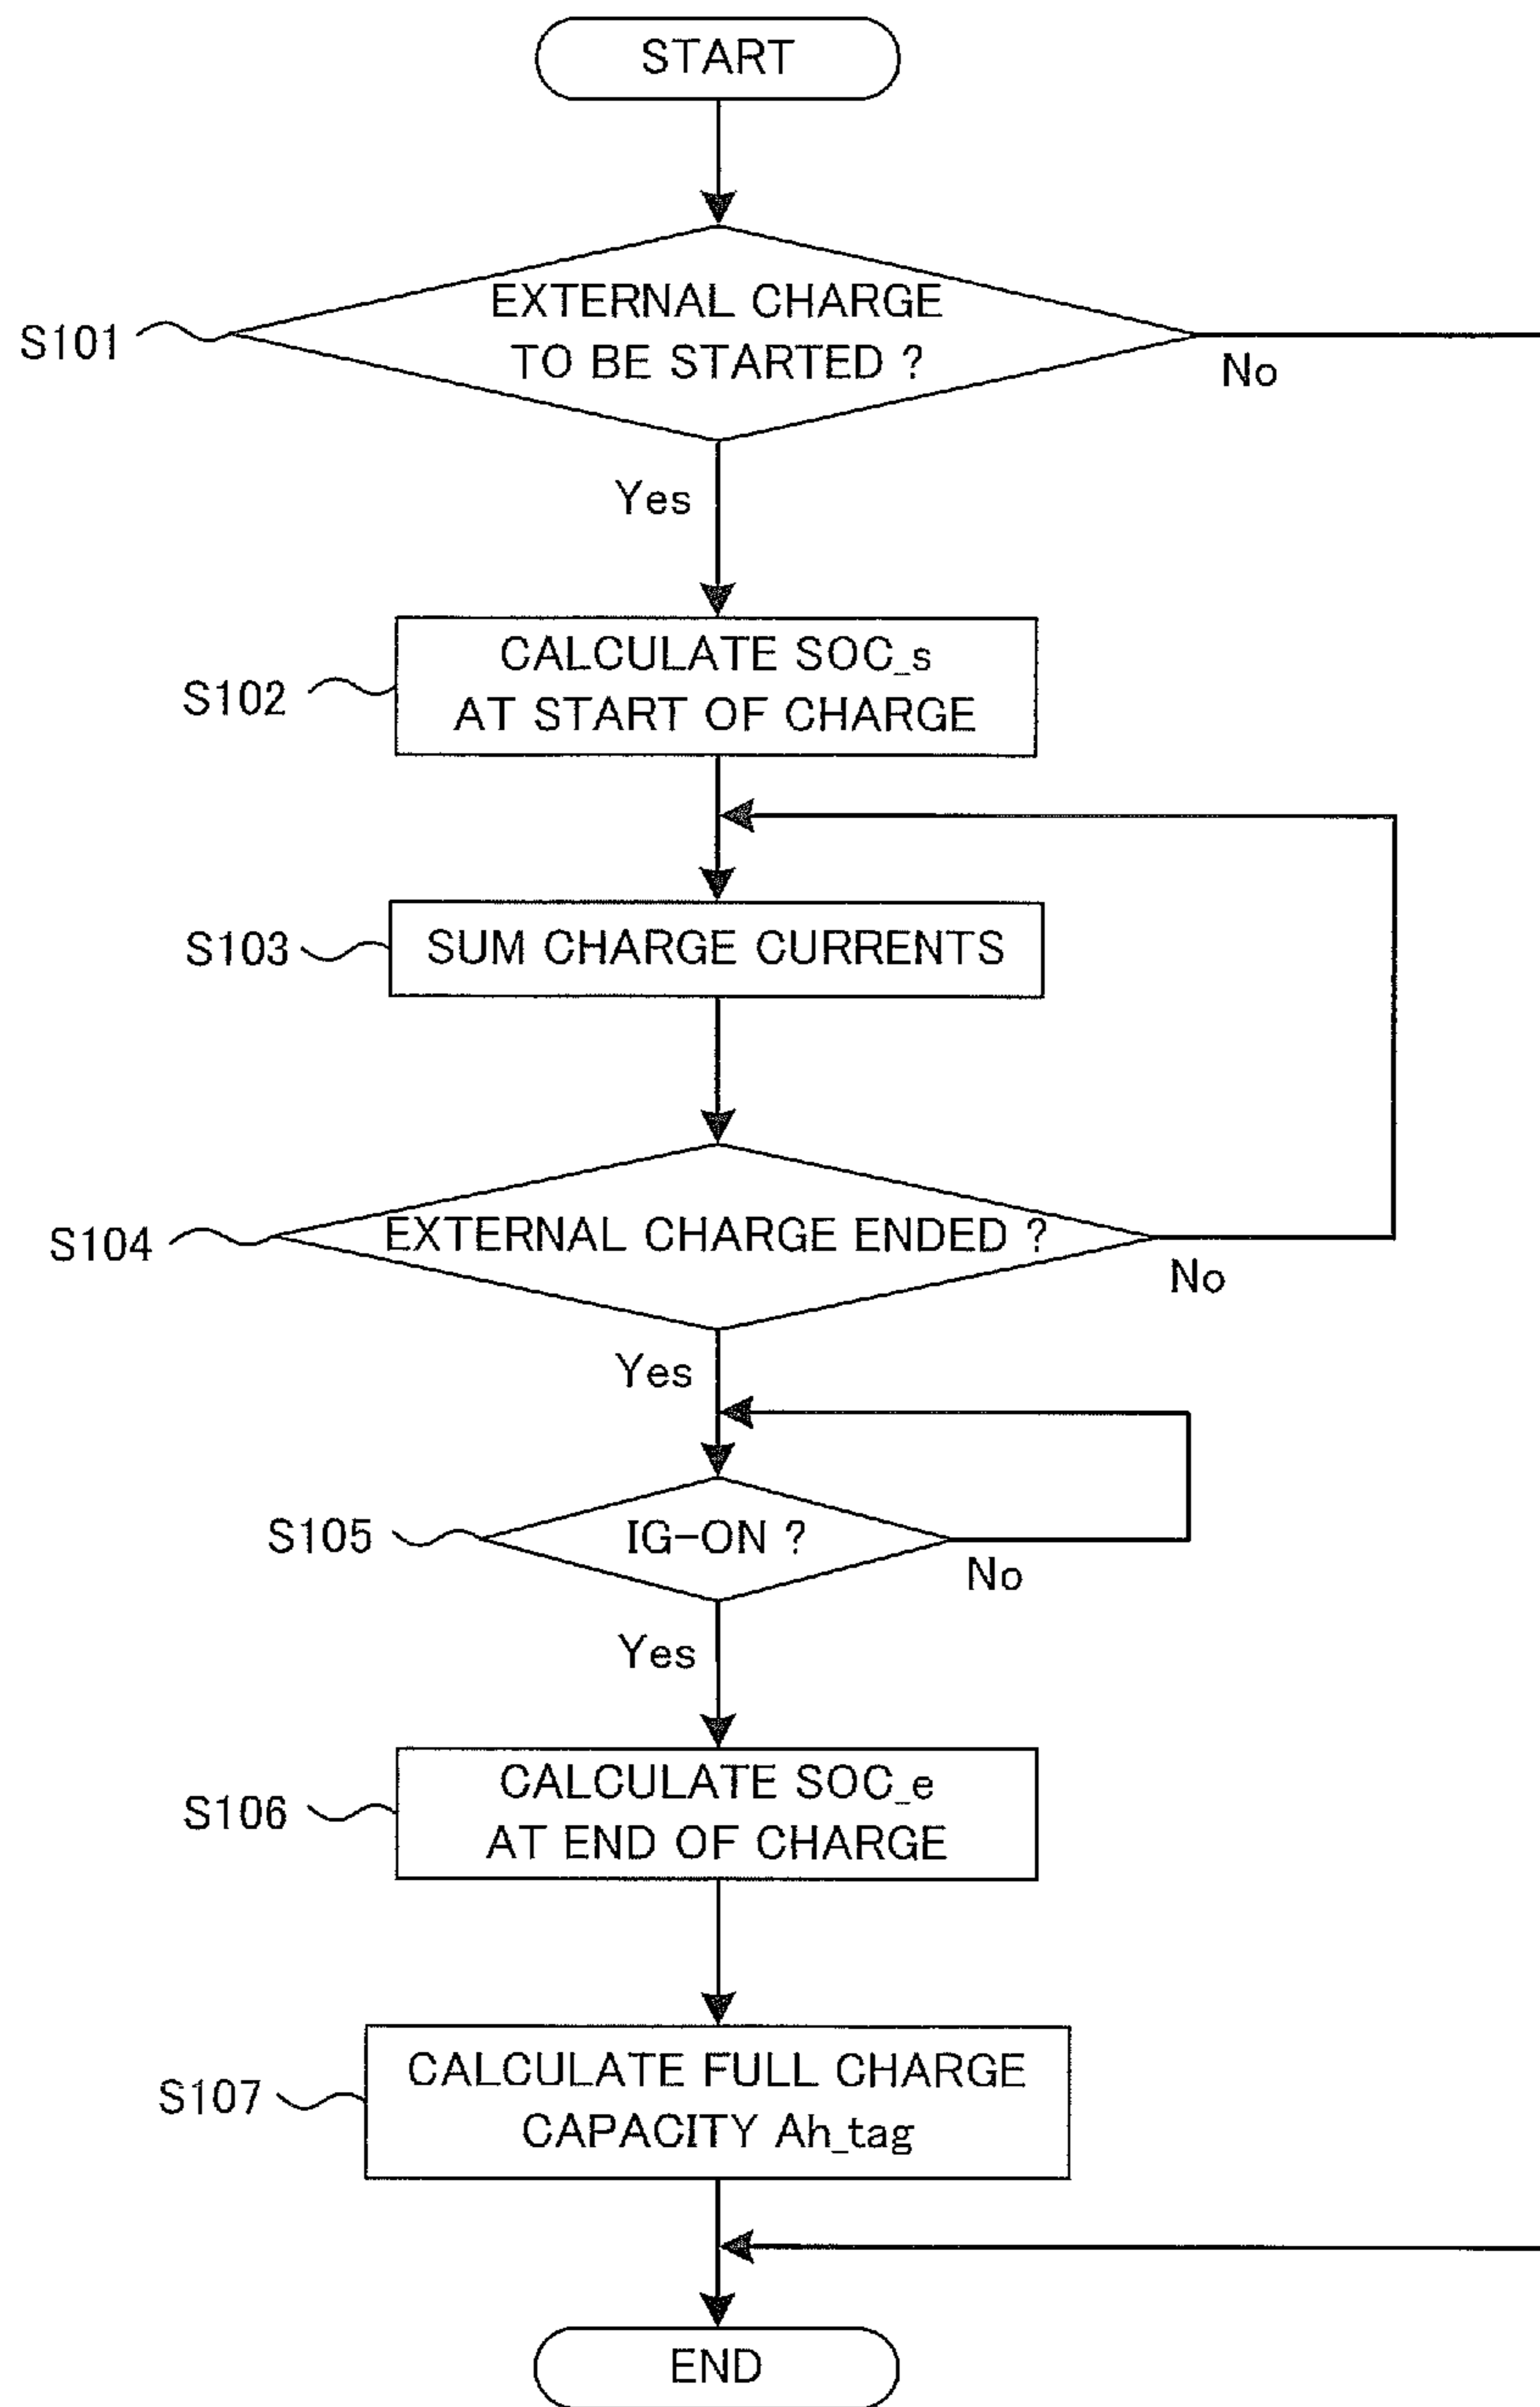 START
EXTERNAL CHARGE
TO BE STARTED ?
S101
No
Yes
CALCULATE SOC_s
AT START OF CHARGE
S102
S103
SUM CHARGE CURRENTS
S104
EXTERNAL CHARGE ENDED ?
No
Yes
S105
IG-ON ?
No
Yes
CALCULATE SOC_e
AT END OF CHARGE
S106
CALCULATE FULL CHARGE
CAPACITY Ah_tag
S107
END